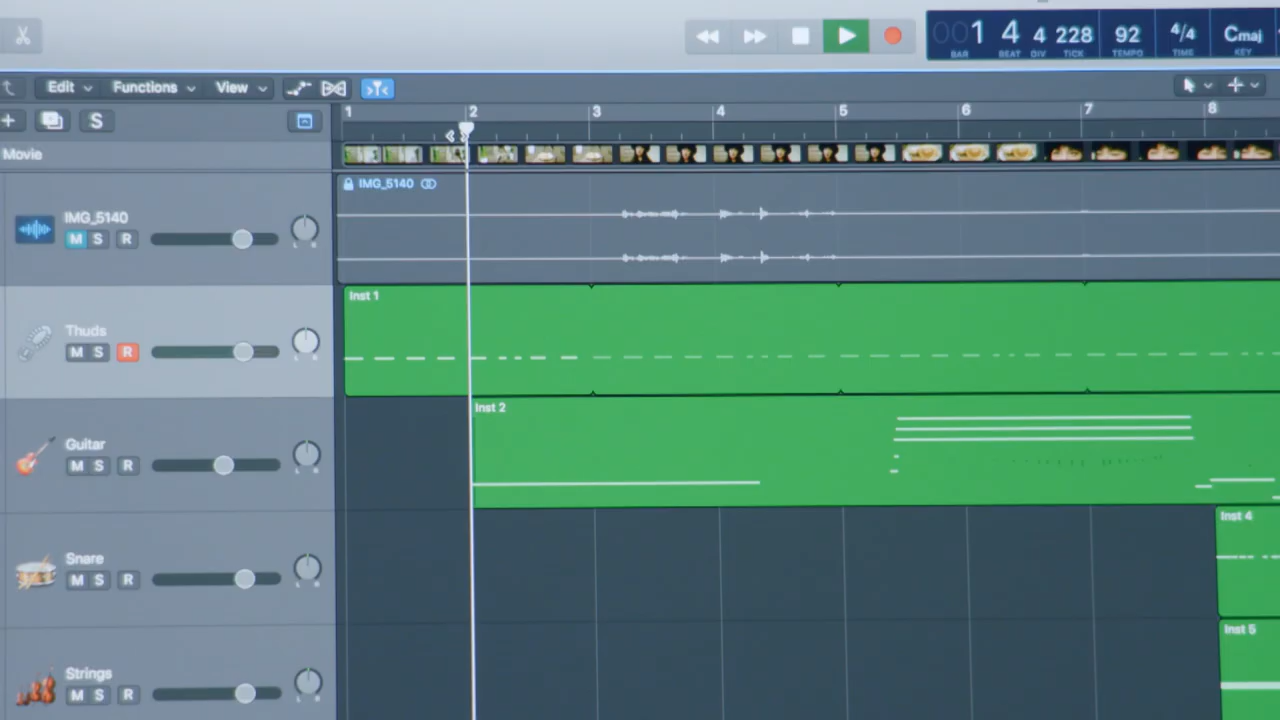 001 4 4 228 92 4/4 Cmaj
BAR BEAT DIV TICK TEMPO TIME KEY
Edit Functions View
S
1 2 3 4 5 6 7 8
Movie
IMG_5140
IMG_5140
M S R
L R
Inst 1
Thuds
M S R
Inst 2
Guitar
M S R
Inst 4
Snare
M S R
Inst 5
Strings
M S R